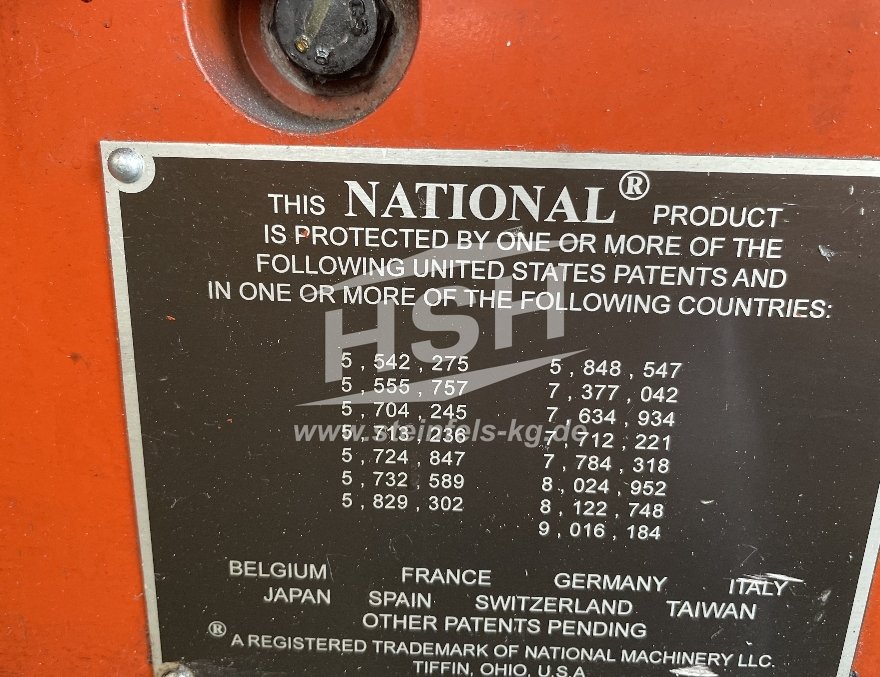 THIS NATIONAL® PRODUCT
IS PROTECTED BY ONE OR MORE OF THE
FOLLOWING UNITED STATES PATENTS AND
IN ONE OR MORE OF THE FOLLOWING COUNTRIES:
5,542,275 5,848,547
5,555,757 7,377,042
5,704,245 7,634,934
5,713,236 7,712,221
5,724,847 7,784,318
5,732,589 8,024,952
5,829,302 8,122,748
9,016,184
HSH
www.steinfels-kg.de
BELGIUM FRANCE GERMANY ITALY
JAPAN SPAIN SWITZERLAND TAIWAN
OTHER PATENTS PENDING
® A REGISTERED TRADEMARK OF NATIONAL MACHINERY LLC.
TIFFIN, OHIO, U.S.A